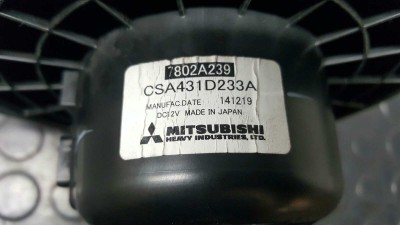 7802A239
CSA431D233A
MANUFAC.DATE 141219
DC12V MADE IN JAPAN
MITSUBISHI
HEAVY INDUSTRIES, LTD.